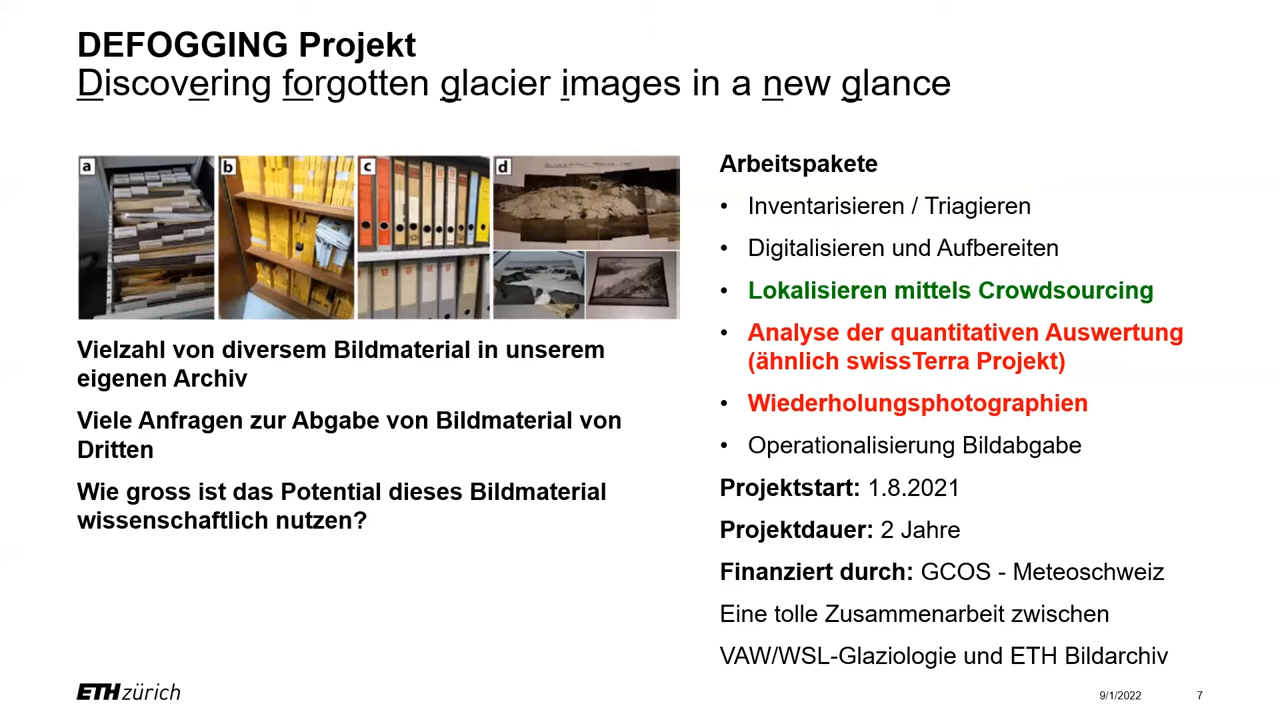 DEFOGGING Projekt
Discovering forgotten glacier images in a new glance
a
b
c
d
Vielzahl von diversem Bildmaterial in unserem
eigenen Archiv
Viele Anfragen zur Abgabe von Bildmaterial von
Dritten
Wie gross ist das Potential dieses Bildmaterial
wissenschaftlich nutzen?
Arbeitspakete
• Inventarisieren / Triagieren
• Digitalisieren und Aufbereiten
• Lokalisieren mittels Crowdsourcing
• Analyse der quantitativen Auswertung
(ähnlich swissTerra Projekt)
• Wiederholungsphotographien
• Operationalisierung Bildabgabe
Projektstart: 1.8.2021
Projektdauer: 2 Jahre
Finanziert durch: GCOS - Meteoschweiz
Eine tolle Zusammenarbeit zwischen
VAW/WSL-Glaziologie und ETH Bildarchiv
ETH zürich
9/1/2022
7